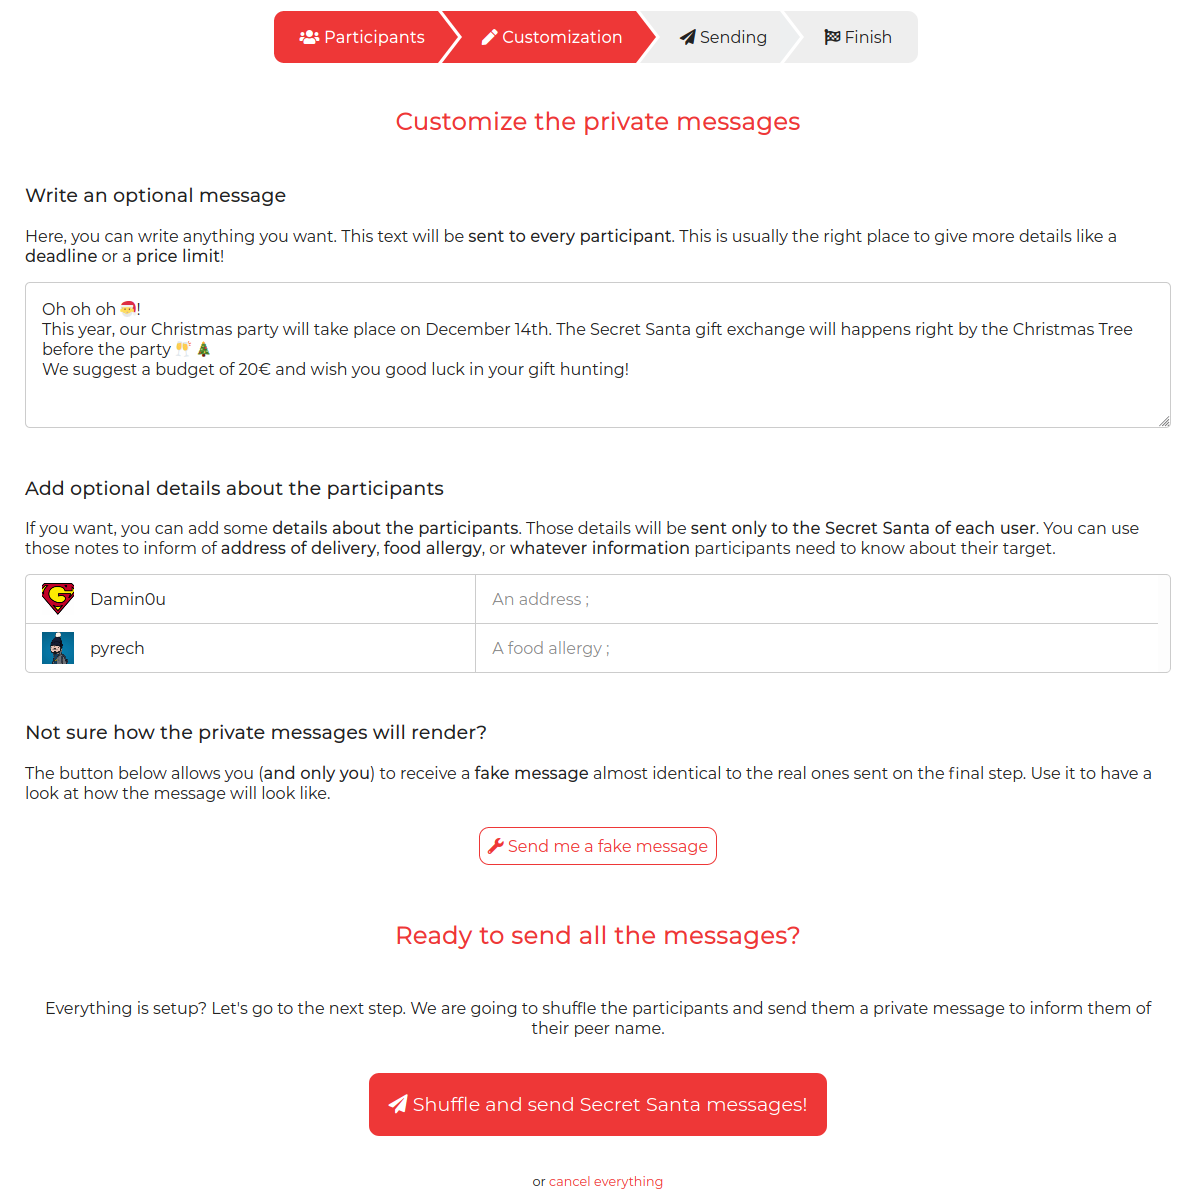 Participants
Customization
Sending
Finish
Customize the private messages
Write an optional message
Here, you can write anything you want. This text will be sent to every participant. This is usually the right place to give more details like a
deadline or a price limit!
Oh oh oh 🎅!
This year, our Christmas party will take place on December 14th. The Secret Santa gift exchange will happens right by the Christmas Tree
before the party 🥂 🎄
We suggest a budget of 20€ and wish you good luck in your gift hunting!
Add optional details about the participants
If you want, you can add some details about the participants. Those details will be sent only to the Secret Santa of each user. You can use
those notes to inform of address of delivery, food allergy, or whatever information participants need to know about their target.
G
Damin0u
An address ;
pyrech
A food allergy ;
Not sure how the private messages will render?
The button below allows you (and only you) to receive a fake message almost identical to the real ones sent on the final step. Use it to have a
look at how the message will look like.
Send me a fake message
Ready to send all the messages?
Everything is setup? Let's go to the next step. We are going to shuffle the participants and send them a private message to inform them of
their peer name.
Shuffle and send Secret Santa messages!
or cancel everything